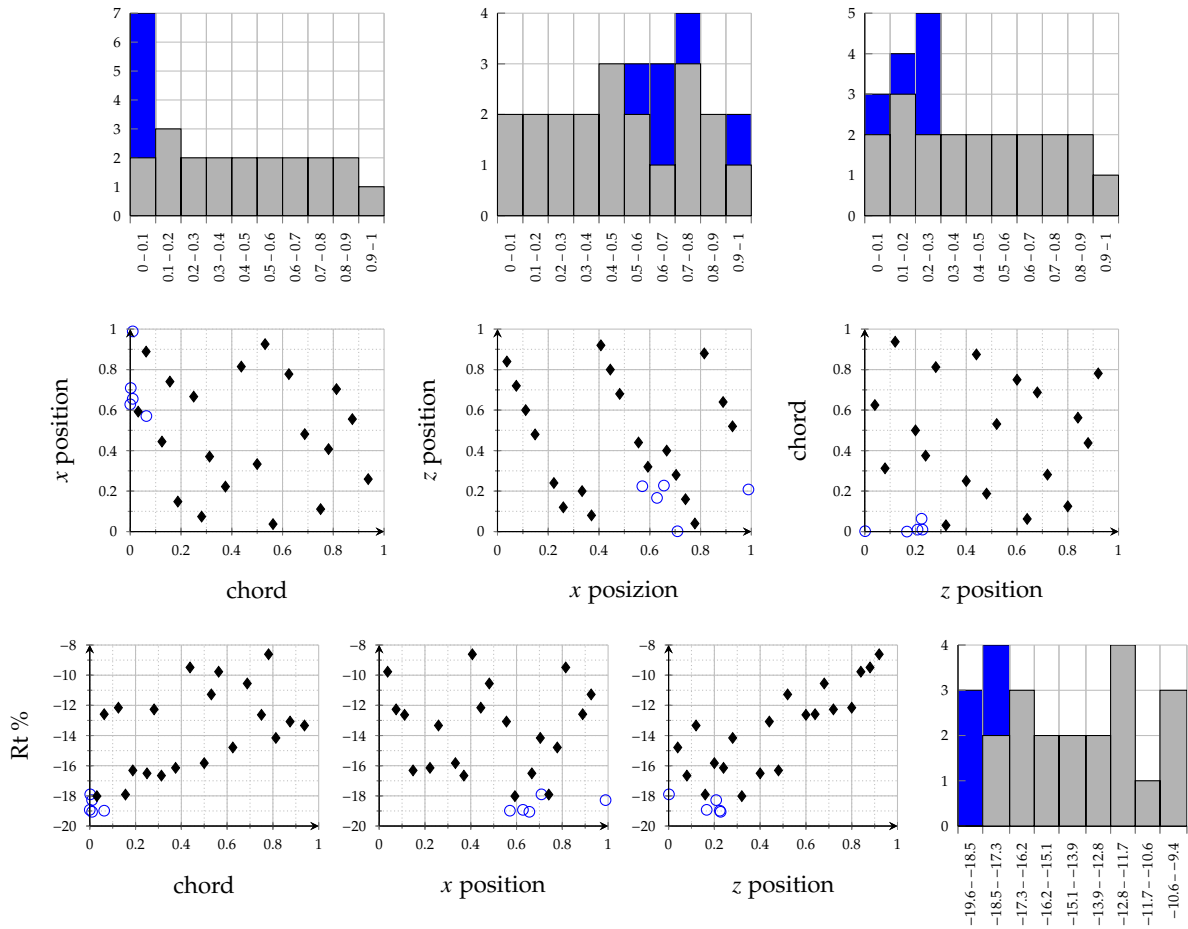 7
6
5
4
3
2
1
0
0 – 0.1
0.1 – 0.2
0.2 – 0.3
0.3 – 0.4
0.4 – 0.5
0.5 – 0.6
0.6 – 0.7
0.7 – 0.8
0.8 – 0.9
0.9 – 1
4
3
2
1
0
0 – 0.1
0.1 – 0.2
0.2 – 0.3
0.3 – 0.4
0.4 – 0.5
0.5 – 0.6
0.6 – 0.7
0.7 – 0.8
0.8 – 0.9
0.9 – 1
5
4
3
2
1
0
0 – 0.1
0.1 – 0.2
0.2 – 0.3
0.3 – 0.4
0.4 – 0.5
0.5 – 0.6
0.6 – 0.7
0.7 – 0.8
0.8 – 0.9
0.9 – 1
x position
1
0.8
0.6
0.4
0.2
0
0 0.2 0.4 0.6 0.8 1
chord
z position
1
0.8
0.6
0.4
0.2
0
0 0.2 0.4 0.6 0.8 1
x posizion
chord
1
0.8
0.6
0.4
0.2
0
0 0.2 0.4 0.6 0.8 1
z position
Rt %
−8
−10
−12
−14
−16
−18
−20
0 0.2 0.4 0.6 0.8 1
chord
−8
−10
−12
−14
−16
−18
−20
0 0.2 0.4 0.6 0.8 1
x position
−8
−10
−12
−14
−16
−18
−20
0 0.2 0.4 0.6 0.8 1
z position
4
3
2
1
0
−19.6 – −18.5
−18.5 – −17.3
−17.3 – −16.2
−16.2 – −15.1
−15.1 – −13.9
−13.9 – −12.8
−12.8 – −11.7
−11.7 – −10.6
−10.6 – −9.4